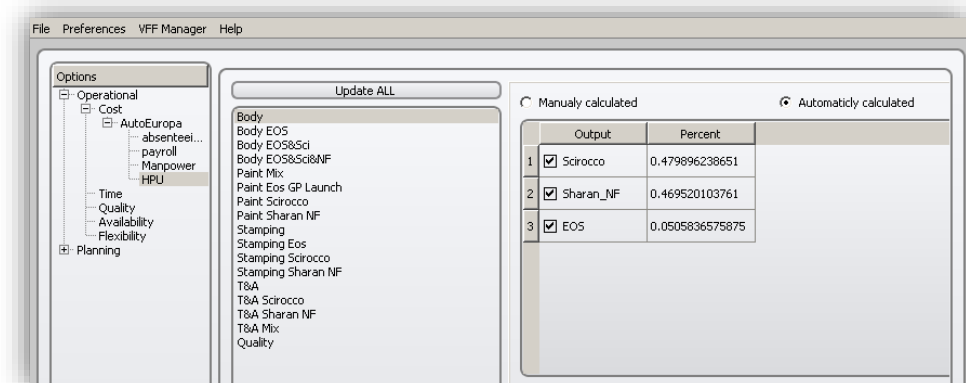 File Preferences VFF Manager Help
Options
Operational
Cost
AutoEuropa
absenteei...
payroll
Manpower
HPU
Time
Quality
Availability
Flexibility
Planning
Update ALL
Body
Body EOS
Body EOS&Sci
Body EOS&Sci&NF
Paint Mix
Paint Eos GP Launch
Paint Scirocco
Paint Sharan NF
Stamping
Stamping Eos
Stamping Scirocco
Stamping Sharan NF
T&A
T&A Scirocco
T&A Sharan NF
T&A Mix
Quality
Manualy calculated Automaticly calculated
Output Percent
1 Scirocco 0.479896238651
2 Sharan_NF 0.469520103761
3 EOS 0.0505836575875